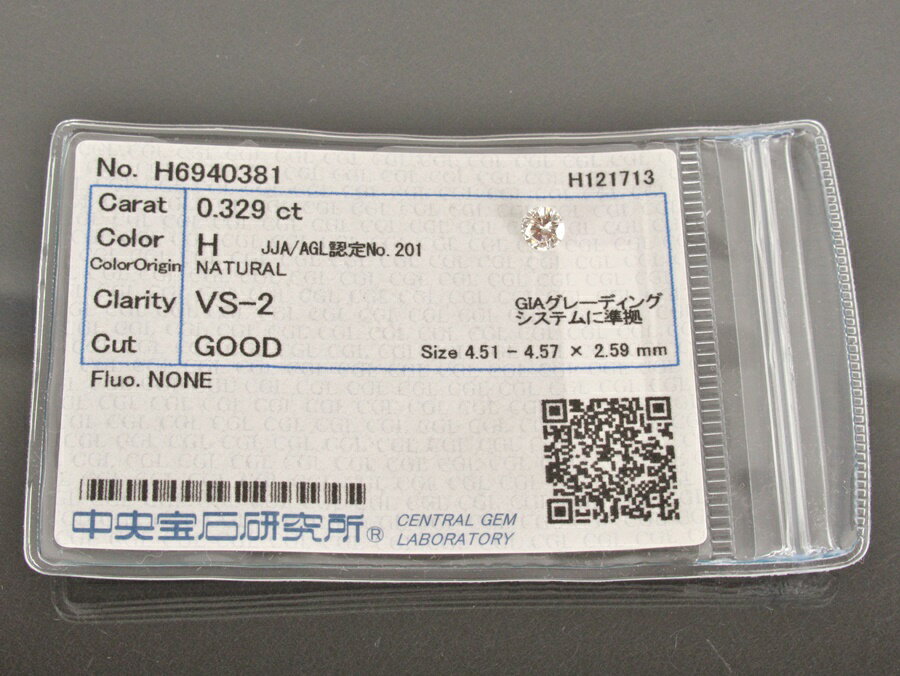 No. H6940381
H121713
Carat 0.329 ct
Color H JJA/AGL認定No.201
ColorOrigin NATURAL
Clarity VS-2
GIAグレーディング
システムに準拠
Cut GOOD
Size 4.51 - 4.57 × 2.59 mm
Fluo. NONE
中央宝石研究所®
CENTRAL GEM
LABORATORY